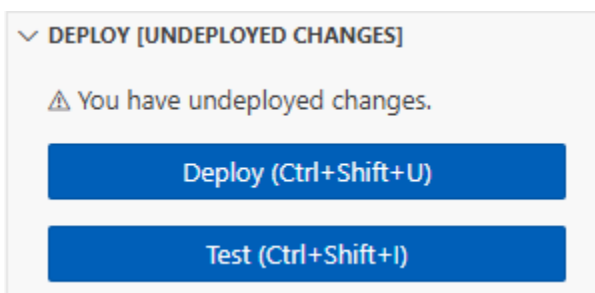 DEPLOY [UNDEPLOYED CHANGES]
⚠ You have undeployed changes.
Deploy (Ctrl+Shift+U)
Test (Ctrl+Shift+I)